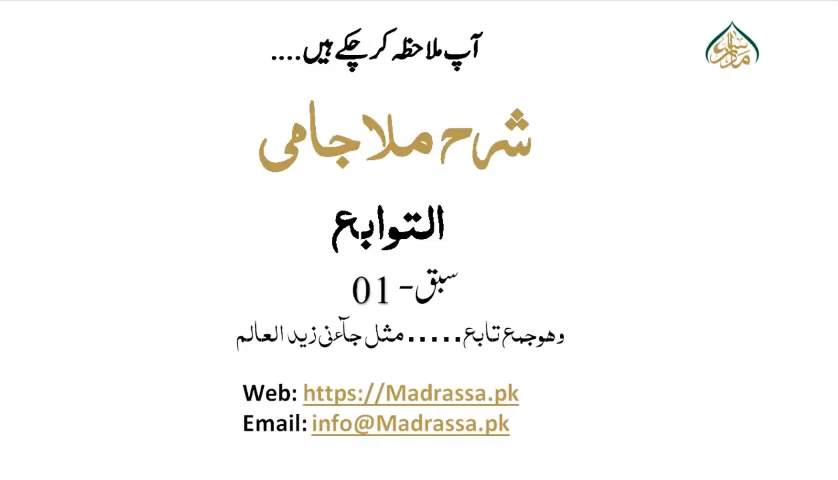 آپ ملاحظہ کر چکے ہیں....
شرح ملا جامی
التوابع
سبق - 01
وھو جمع تابع..... مثل جآءنی زید العالم
Web: https://Madrassa.pk
Email: info@Madrassa.pk